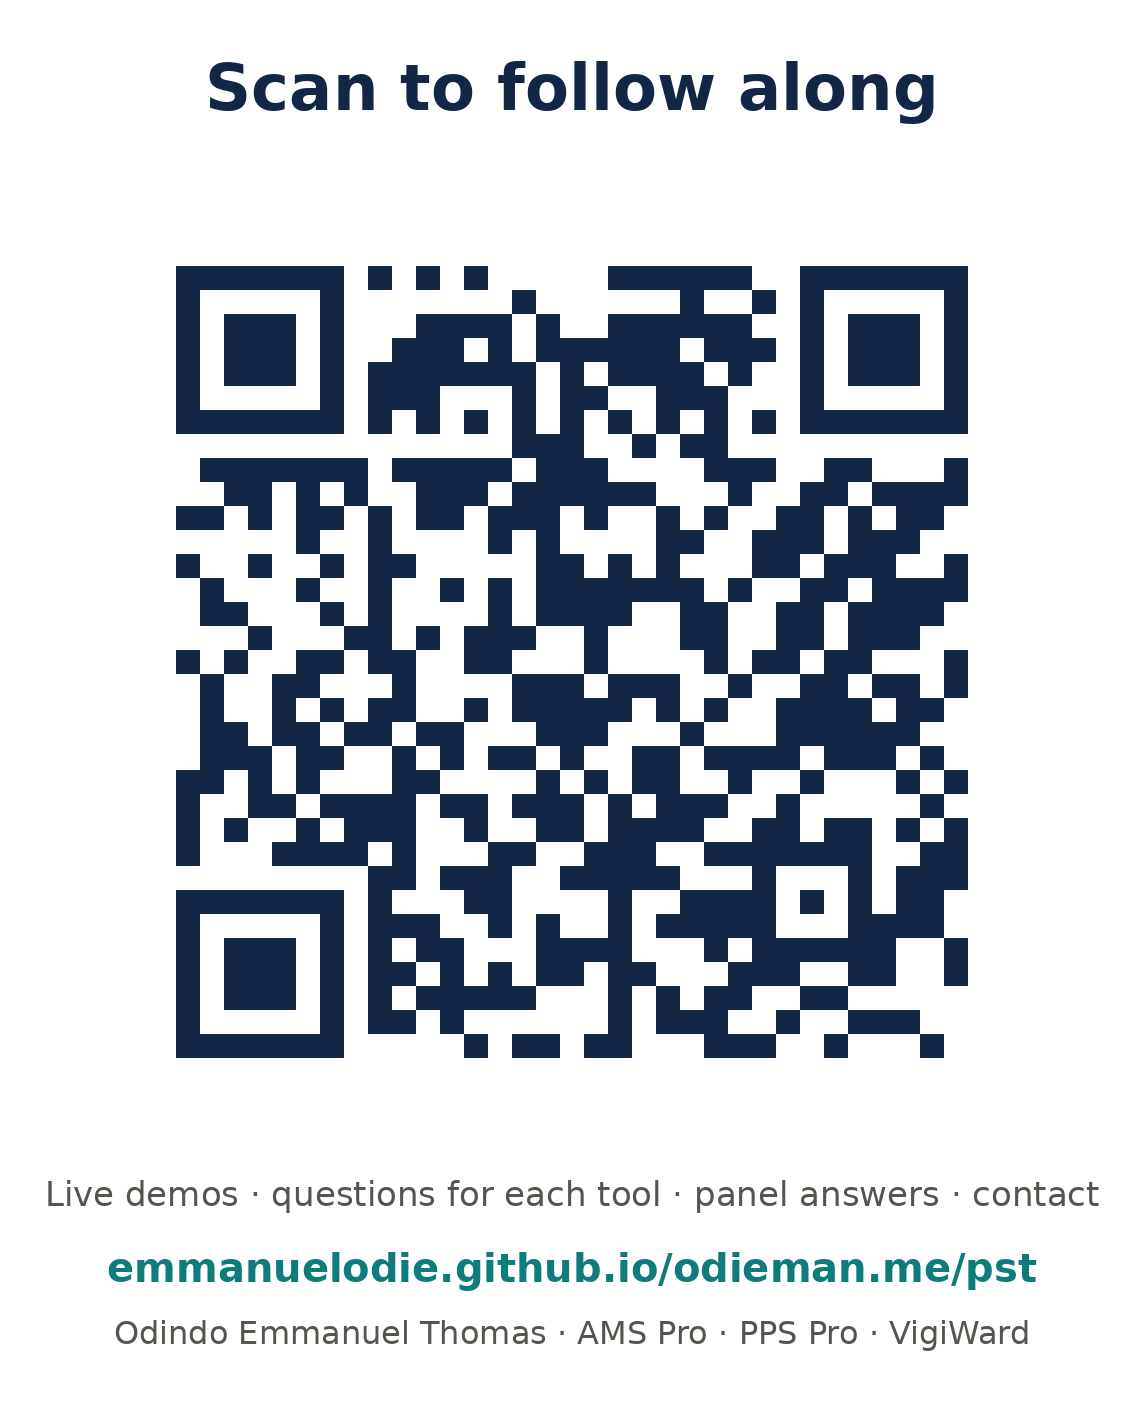 Scan to follow along
Live demos · questions for each tool · panel answers · contact
emmanuelodie.github.io/odieman.me/pst
Odindo Emmanuel Thomas · AMS Pro · PPS Pro · VigiWard